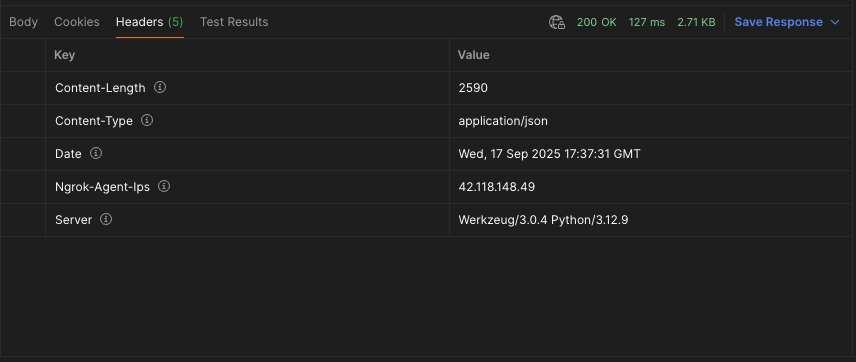 Body Cookies Headers (5) Test Results 200 OK 127 ms 2.71 KB Save Response
Key Value
Content-Length 2590
Content-Type application/json
Date Wed, 17 Sep 2025 17:37:31 GMT
Ngrok-Agent-Ips 42.118.148.49
Server Werkzeug/3.0.4 Python/3.12.9